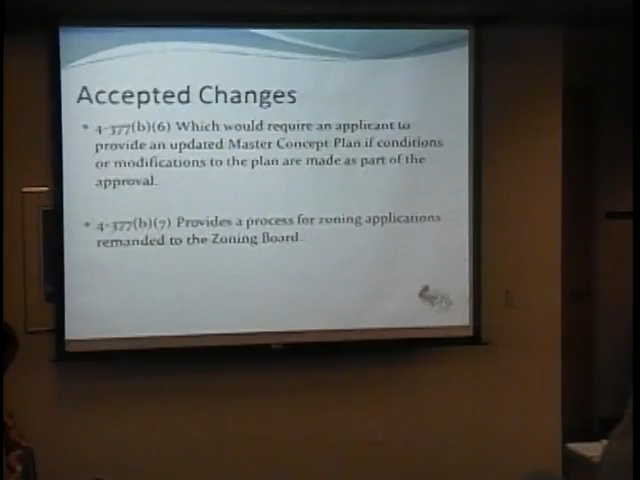 Accepted Changes
* 4-377(b)(6) Which would require an applicant to
provide an updated Master Concept Plan if conditions
or modifications to the plan are made as part of the
approval.
* 4-377(b)(7) Provides a process for zoning applications
remanded to the Zoning Board.